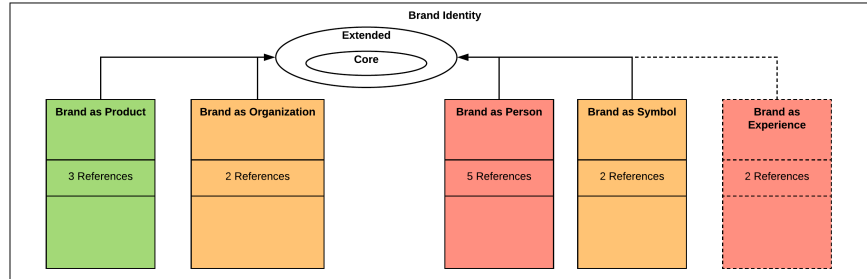 Brand Identity
Extended
Core
Brand as Product
Brand as Organization
Brand as Person
Brand as Symbol
Brand as
Experience
3 References
2 References
5 References
2 References
2 References